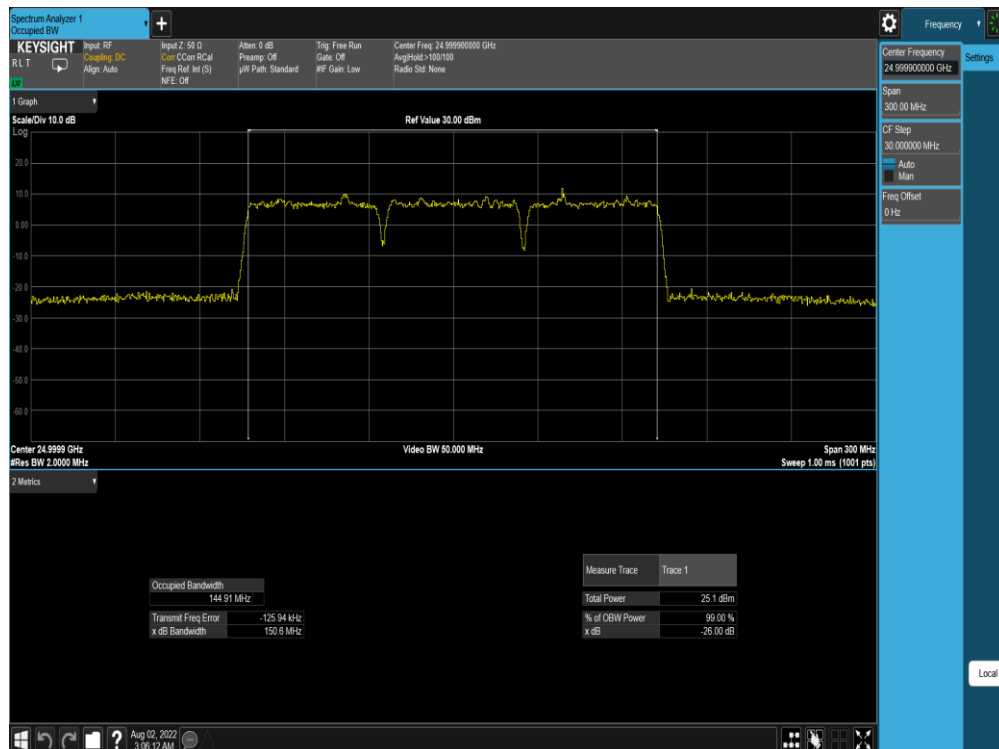 Spectrum Analyzer 1
Occupied BW
Frequency
KEYSIGHT
R L T
LXI
Input: RF
Coupling: DC
Align: Auto
Input Z: 50 Ω
Corr CCorr RCal
Freq Ref: Int (S)
NFE: Off
Atten: 0 dB
Preamp: Off
µW Path: Standard
Trig: Free Run
Gate: Off
#IF Gain: Low
Center Freq: 24.999900000 GHz
Avg|Hold:>100/100
Radio Std: None
Center Frequency
24.999900000 GHz
Settings
Span
300.00 MHz
CF Step
30.000000 MHz
Auto
Man
Freq Offset
0 Hz
1 Graph
Scale/Div 10.0 dB
Ref Value 30.00 dBm
Log
20.0
10.0
0.00
-10.0
-20.0
-30.0
-40.0
-50.0
-60.0
Center 24.9999 GHz
Video BW 50.000 MHz
Span 300 MHz
#Res BW 2.0000 MHz
Sweep 1.00 ms (1001 pts)
2 Metrics
Occupied Bandwidth
144.91 MHz
Transmit Freq Error -125.94 kHz
x dB Bandwidth 150.6 MHz
Measure Trace Trace 1
Total Power 25.1 dBm
% of OBW Power 99.00 %
x dB -26.00 dB
Local
Aug 02, 2022
3:06:12 AM